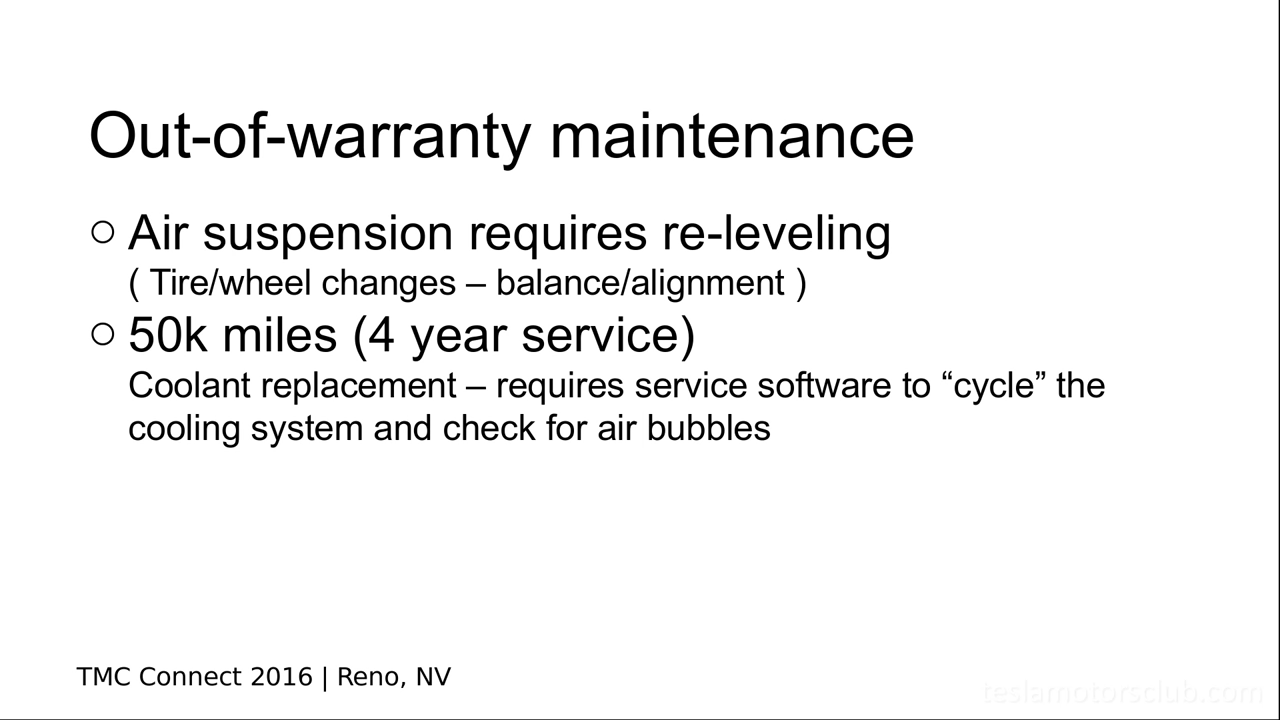 Out-of-warranty maintenance
○ Air suspension requires re-leveling
( Tire/wheel changes – balance/alignment )
○ 50k miles (4 year service)
Coolant replacement – requires service software to “cycle” the
cooling system and check for air bubbles
TMC Connect 2016 | Reno, NV
teslamotorsclub.com